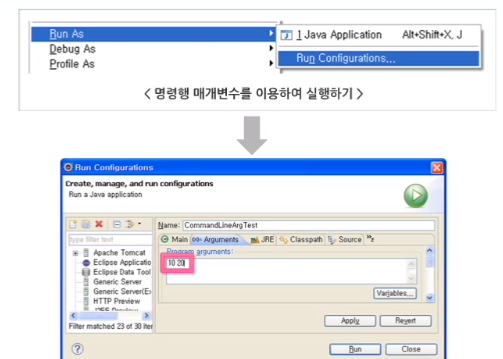 Run As
1 Java Application Alt+Shift+X, J
Debug As
Run Configurations...
Profile As
< 명령행 매개변수를 이용하여 실행하기 >
Run Configurations
Create, manage, and run configurations
Run a Java application
type filter text
Apache Tomcat
Eclipse Applicatio
Eclipse Data Tool
Generic Server
Generic Server(E
HTTP Preview
J2EE Preview
Filter matched 23 of 30 iter
Name: CommandLineArgTest
Main (x)= Arguments JRE Classpath Source »2
Program arguments:
10 20
Variables...
Apply Revert
Run Close